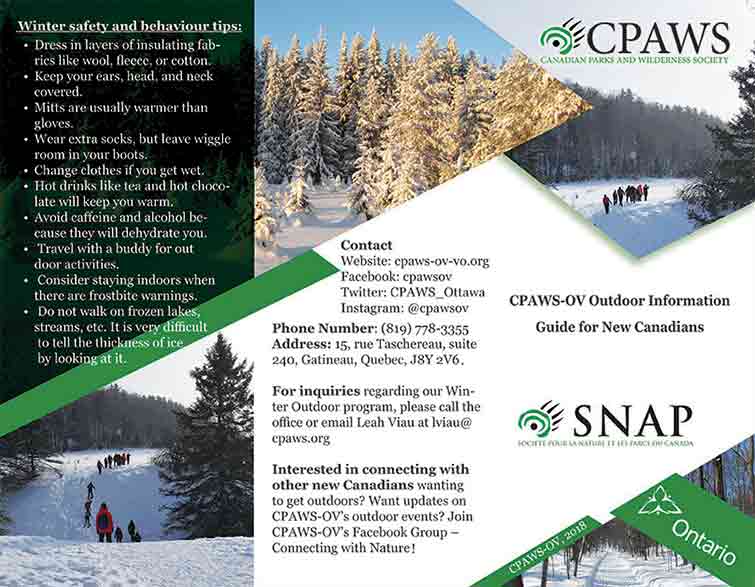 Winter safety and behaviour tips:
• Dress in layers of insulating fab-
rics like wool, fleece, or cotton.
• Keep your ears, head, and neck
covered.
• Mitts are usually warmer than
gloves.
• Wear extra socks, but leave wiggle
room in your boots.
• Change clothes if you get wet.
• Hot drinks like tea and hot choco-
late will keep you warm.
• Avoid caffeine and alcohol be-
cause they will dehydrate you.
• Travel with a buddy for out
door activities.
• Consider staying indoors when
there are frostbite warnings.
• Do not walk on frozen lakes,
streams, etc. It is very difficult
to tell the thickness of ice
by looking at it.
Contact
Website: cpaws-ov-vo.org
Facebook: cpawsov
Twitter: CPAWS_Ottawa
Instagram: @cpawsov
Phone Number: (819) 778-3355
Address: 15, rue Taschereau, suite
240, Gatineau, Quebec, J8Y 2V6.
For inquiries regarding our Win-
ter Outdoor program, please call the
office or email Leah Viau at lviau@
cpaws.org
Interested in connecting with
other new Canadians wanting
to get outdoors? Want updates on
CPAWS-OV's outdoor events? Join
CPAWS-OV's Facebook Group –
Connecting with Nature!
CPAWS
CANADIAN PARKS AND WILDERNESS SOCIETY
CPAWS-OV Outdoor Information
Guide for New Canadians
SNAP
SOCIÉTÉ POUR LA NATURE ET LES PARCS DU CANADA
CPAWS-OV, 2018
Ontario